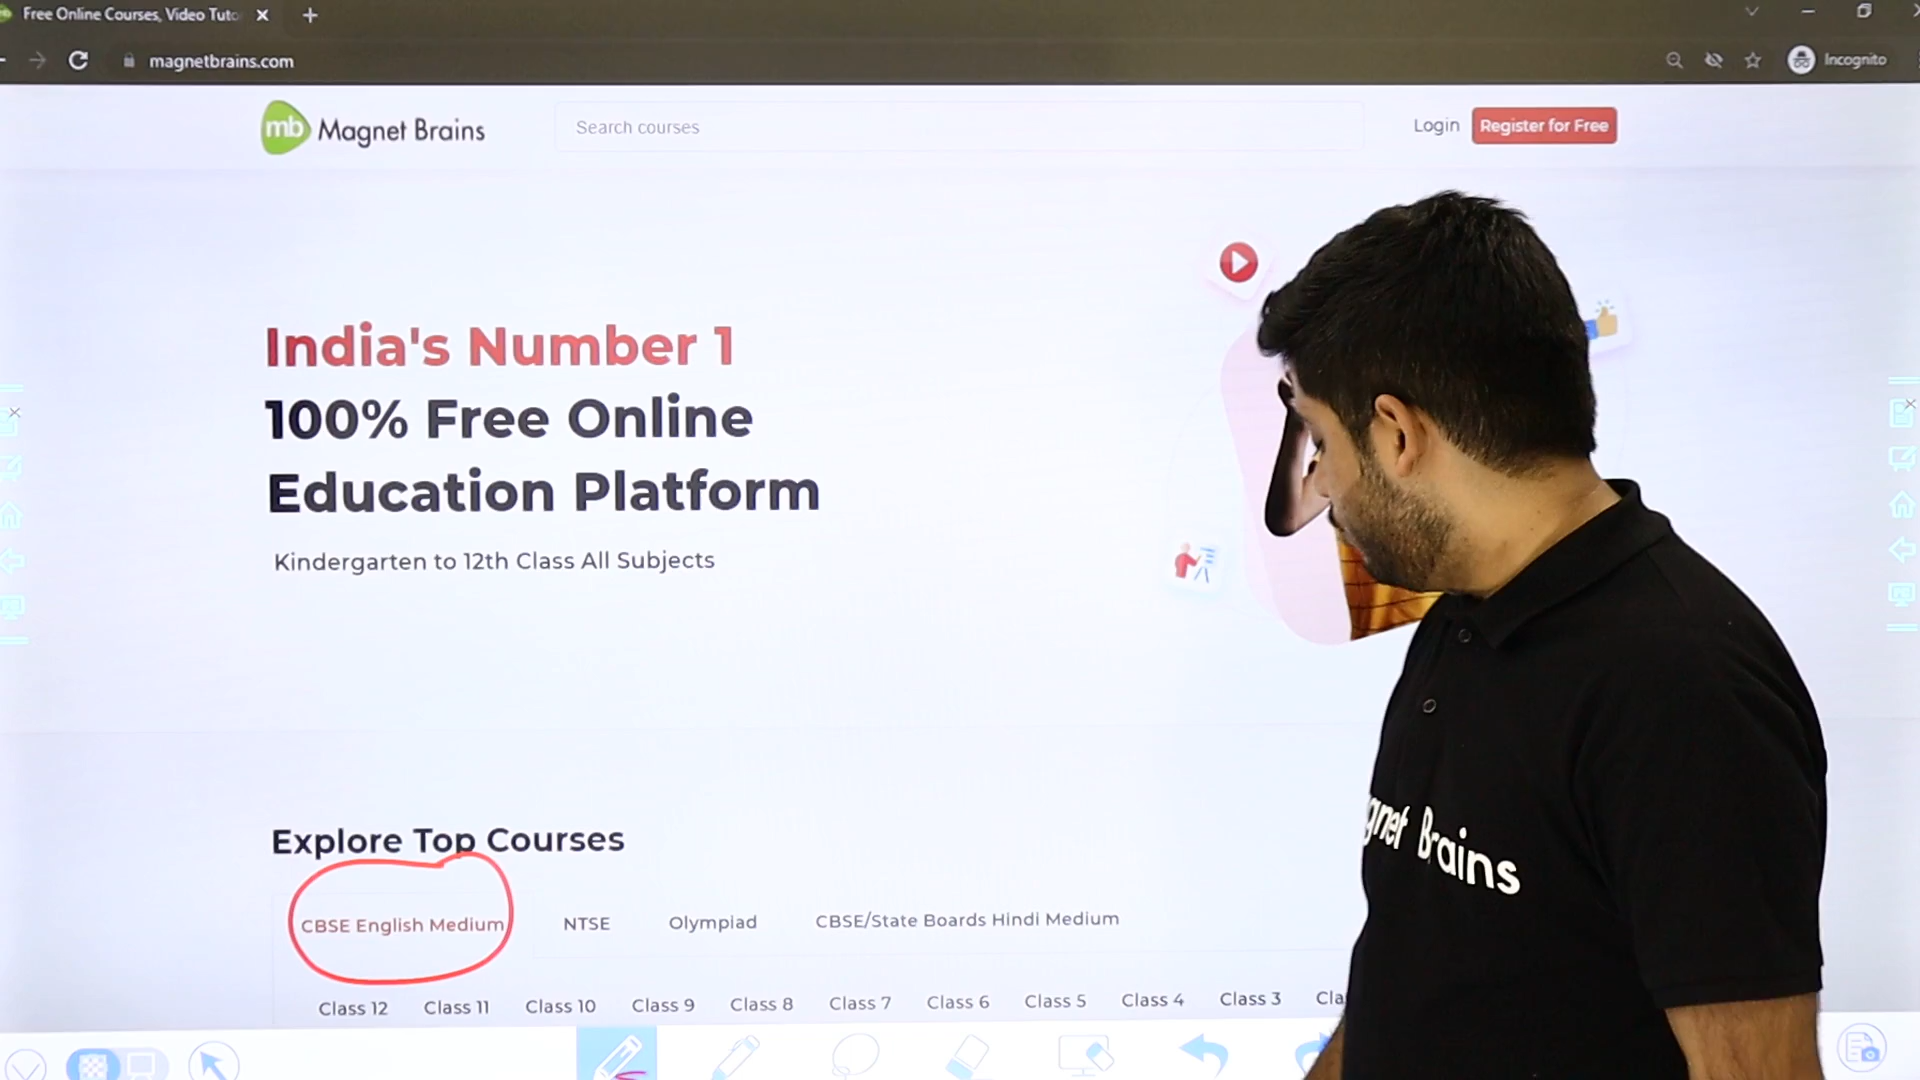 Free Online Courses, Video Tuto
magnetbrains.com
Incognito
mb Magnet Brains
Search courses
Login
Register for Free
India's Number 1
100% Free Online
Education Platform
Kindergarten to 12th Class All Subjects
Explore Top Courses
CBSE English Medium
NTSE
Olympiad
CBSE/State Boards Hindi Medium
Class 12
Class 11
Class 10
Class 9
Class 8
Class 7
Class 6
Class 5
Class 4
Class 3
Cla
gnet Brains